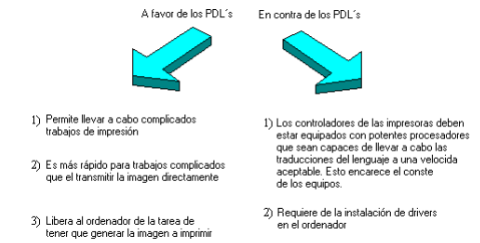 A favor de los PDL´s
En contra de los PDL´s
1) Permite llevar a cabo complicados
trabajos de impresión
2) Es más rápido para trabajos complicados
que el transmitir la imagen directamente
3) Libera al ordenador de la tarea de
tener que generar la imagen a imprimir
1) Los controladores de las impresoras deben
estar equipados con potentes procesadores
que sean capaces de llevar a cabo las
traducciones del lenguaje a una velocida
aceptable. Esto encarece el conste
de los equipos.
2) Requiere de la instalación de drivers
en el ordenador